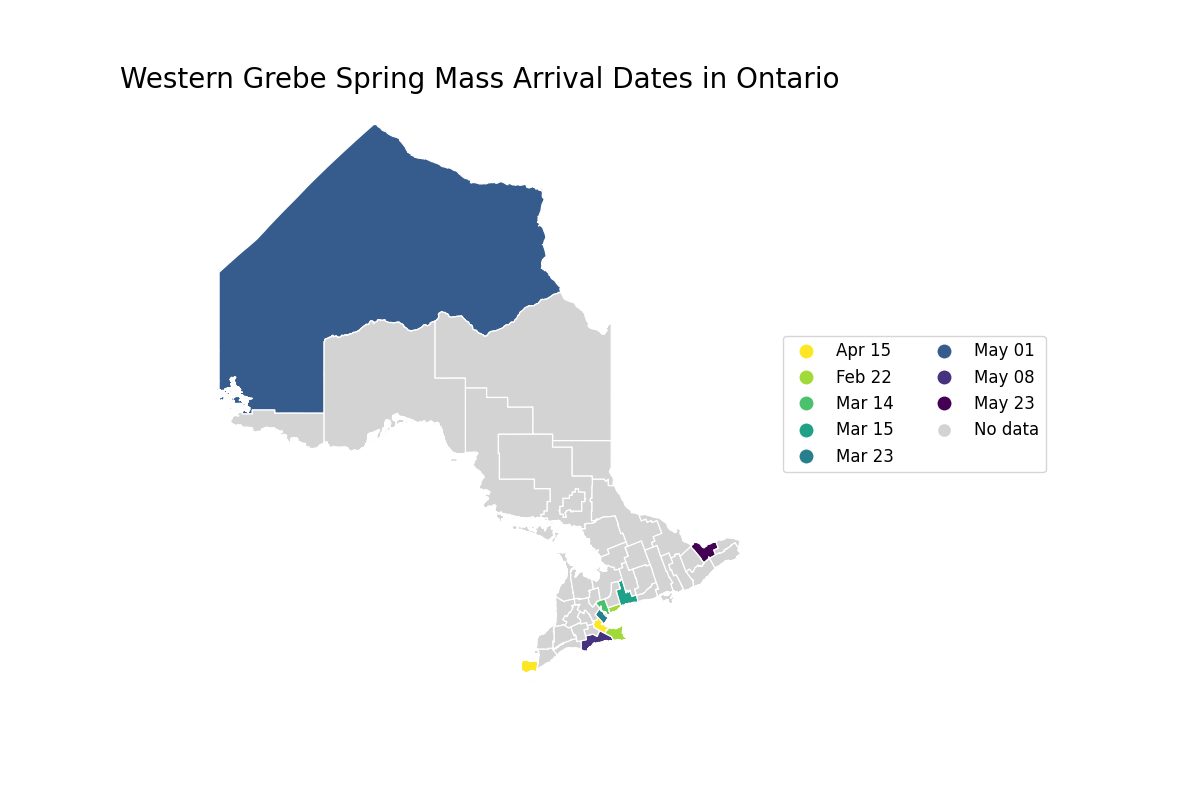 Western Grebe Spring Mass Arrival Dates in Ontario
Apr 15
Feb 22
Mar 14
Mar 15
Mar 23
May 01
May 08
May 23
No data